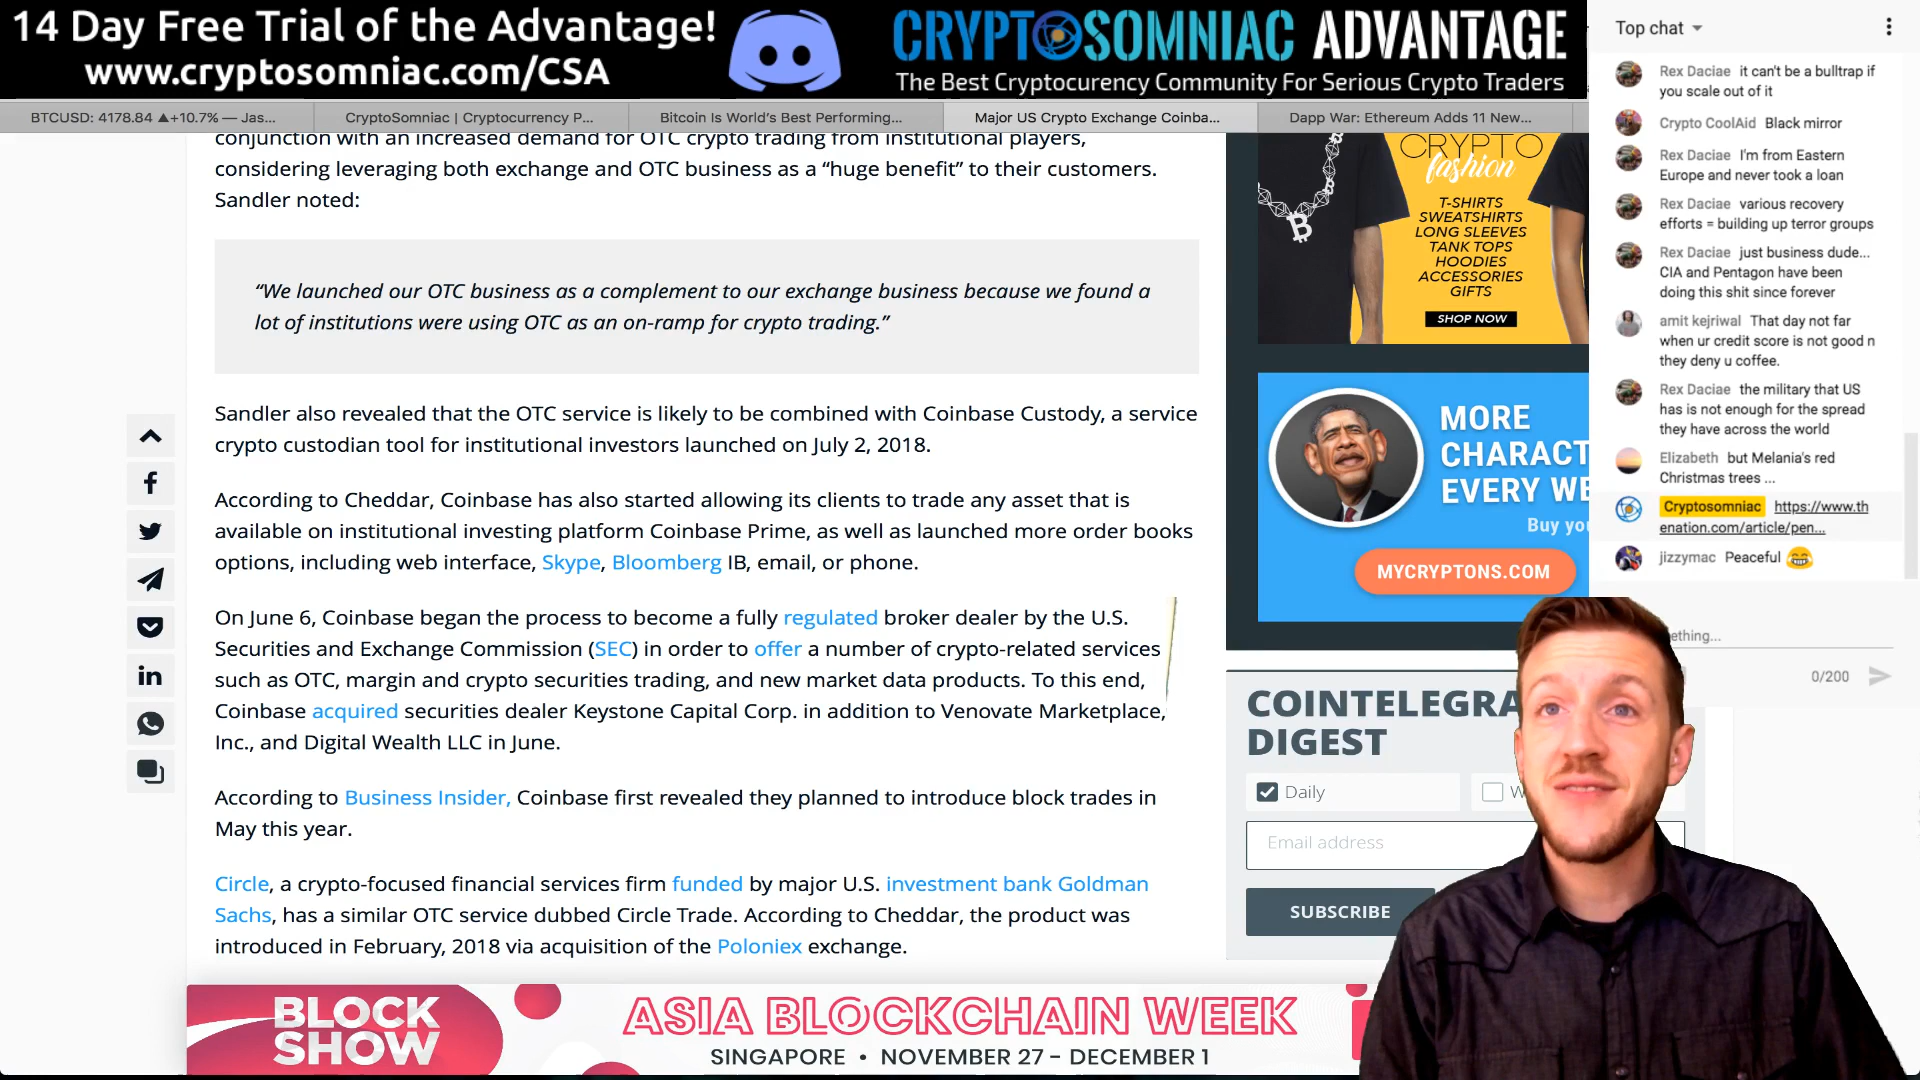 14 Day Free Trial of the Advantage!
www.cryptosomniac.com/CSA
CRYPTOSOMNIAC ADVANTAGE
The Best Cryptocurency Community For Serious Crypto Traders
BTCUSD: 4178.84 ▲+10.7% — Jas...
CryptoSomniac | Cryptocurrency P...
Bitcoin Is World's Best Performing...
Major US Crypto Exchange Coinba...
Dapp War: Ethereum Adds 11 New...
conjunction with an increased demand for OTC crypto trading from institutional players,
considering leveraging both exchange and OTC business as a “huge benefit” to their customers.
Sandler noted:
“We launched our OTC business as a complement to our exchange business because we found a
lot of institutions were using OTC as an on-ramp for crypto trading.”
Sandler also revealed that the OTC service is likely to be combined with Coinbase Custody, a service
crypto custodian tool for institutional investors launched on July 2, 2018.
According to Cheddar, Coinbase has also started allowing its clients to trade any asset that is
available on institutional investing platform Coinbase Prime, as well as launched more order books
options, including web interface, Skype, Bloomberg IB, email, or phone.
On June 6, Coinbase began the process to become a fully regulated broker dealer by the U.S.
Securities and Exchange Commission (SEC) in order to offer a number of crypto-related services
such as OTC, margin and crypto securities trading, and new market data products. To this end,
Coinbase acquired securities dealer Keystone Capital Corp. in addition to Venovate Marketplace,
Inc., and Digital Wealth LLC in June.
According to Business Insider, Coinbase first revealed they planned to introduce block trades in
May this year.
Circle, a crypto-focused financial services firm funded by major U.S. investment bank Goldman
Sachs, has a similar OTC service dubbed Circle Trade. According to Cheddar, the product was
introduced in February, 2018 via acquisition of the Poloniex exchange.
CRYPTO
fashion
T-SHIRTS
SWEATSHIRTS
LONG SLEEVES
TANK TOPS
HOODIES
ACCESSORIES
GIFTS
SHOP NOW
MORE
CHARACT
EVERY WE
Buy you
MYCRYPTONS.COM
COINTELEGRA
DIGEST
Daily
W
Email address
SUBSCRIBE
BLOCK
SHOW
ASIA BLOCKCHAIN WEEK
SINGAPORE • NOVEMBER 27 – DECEMBER 1
Top chat
Rex Daciae it can't be a bulltrap if
you scale out of it
Crypto CoolAid Black mirror
Rex Daciae I'm from Eastern
Europe and never took a loan
Rex Daciae various recovery
efforts = building up terror groups
Rex Daciae just business dude...
CIA and Pentagon have been
doing this shit since forever
amit kejriwal That day not far
when ur credit score is not good n
they deny u coffee.
Rex Daciae the military that US
has is not enough for the spread
they have across the world
Elizabeth but Melania's red
Christmas trees ...
Cryptosomniac https://www.th
enation.com/article/pen...
jizzymac Peaceful 😂
ething...
0/200